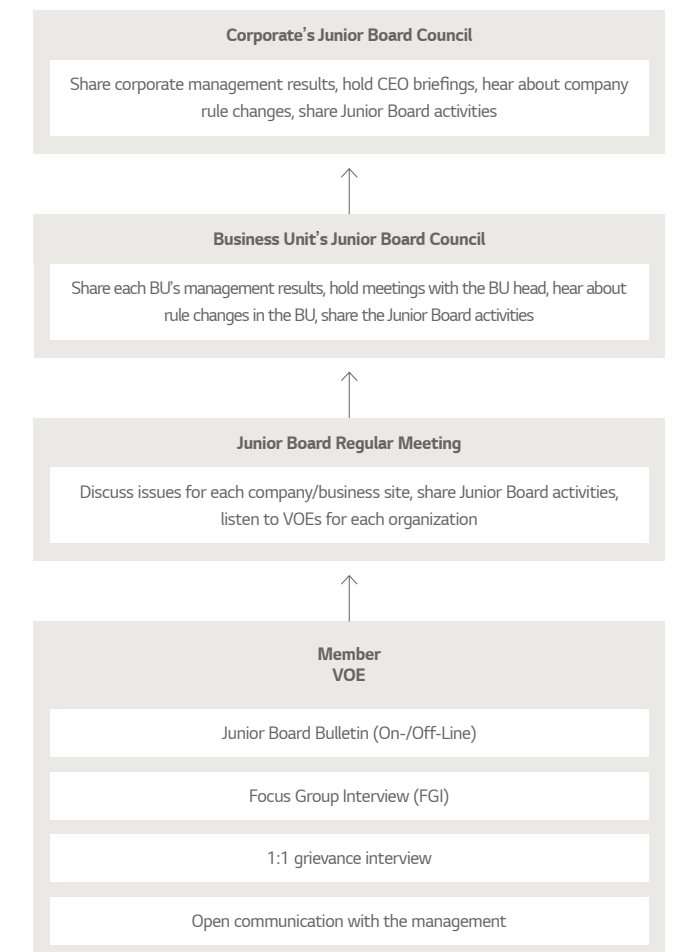 Corporate’s Junior Board Council
Share corporate management results, hold CEO briefings, hear about company
rule changes, share Junior Board activities
Business Unit’s Junior Board Council
Share each BU’s management results, hold meetings with the BU head, hear about
rule changes in the BU, share the Junior Board activities
Junior Board Regular Meeting
Discuss issues for each company/business site, share Junior Board activities,
listen to VOEs for each organization
Member
VOE
Junior Board Bulletin (On-/Off-Line)
Focus Group Interview (FGI)
1:1 grievance interview
Open communication with the management